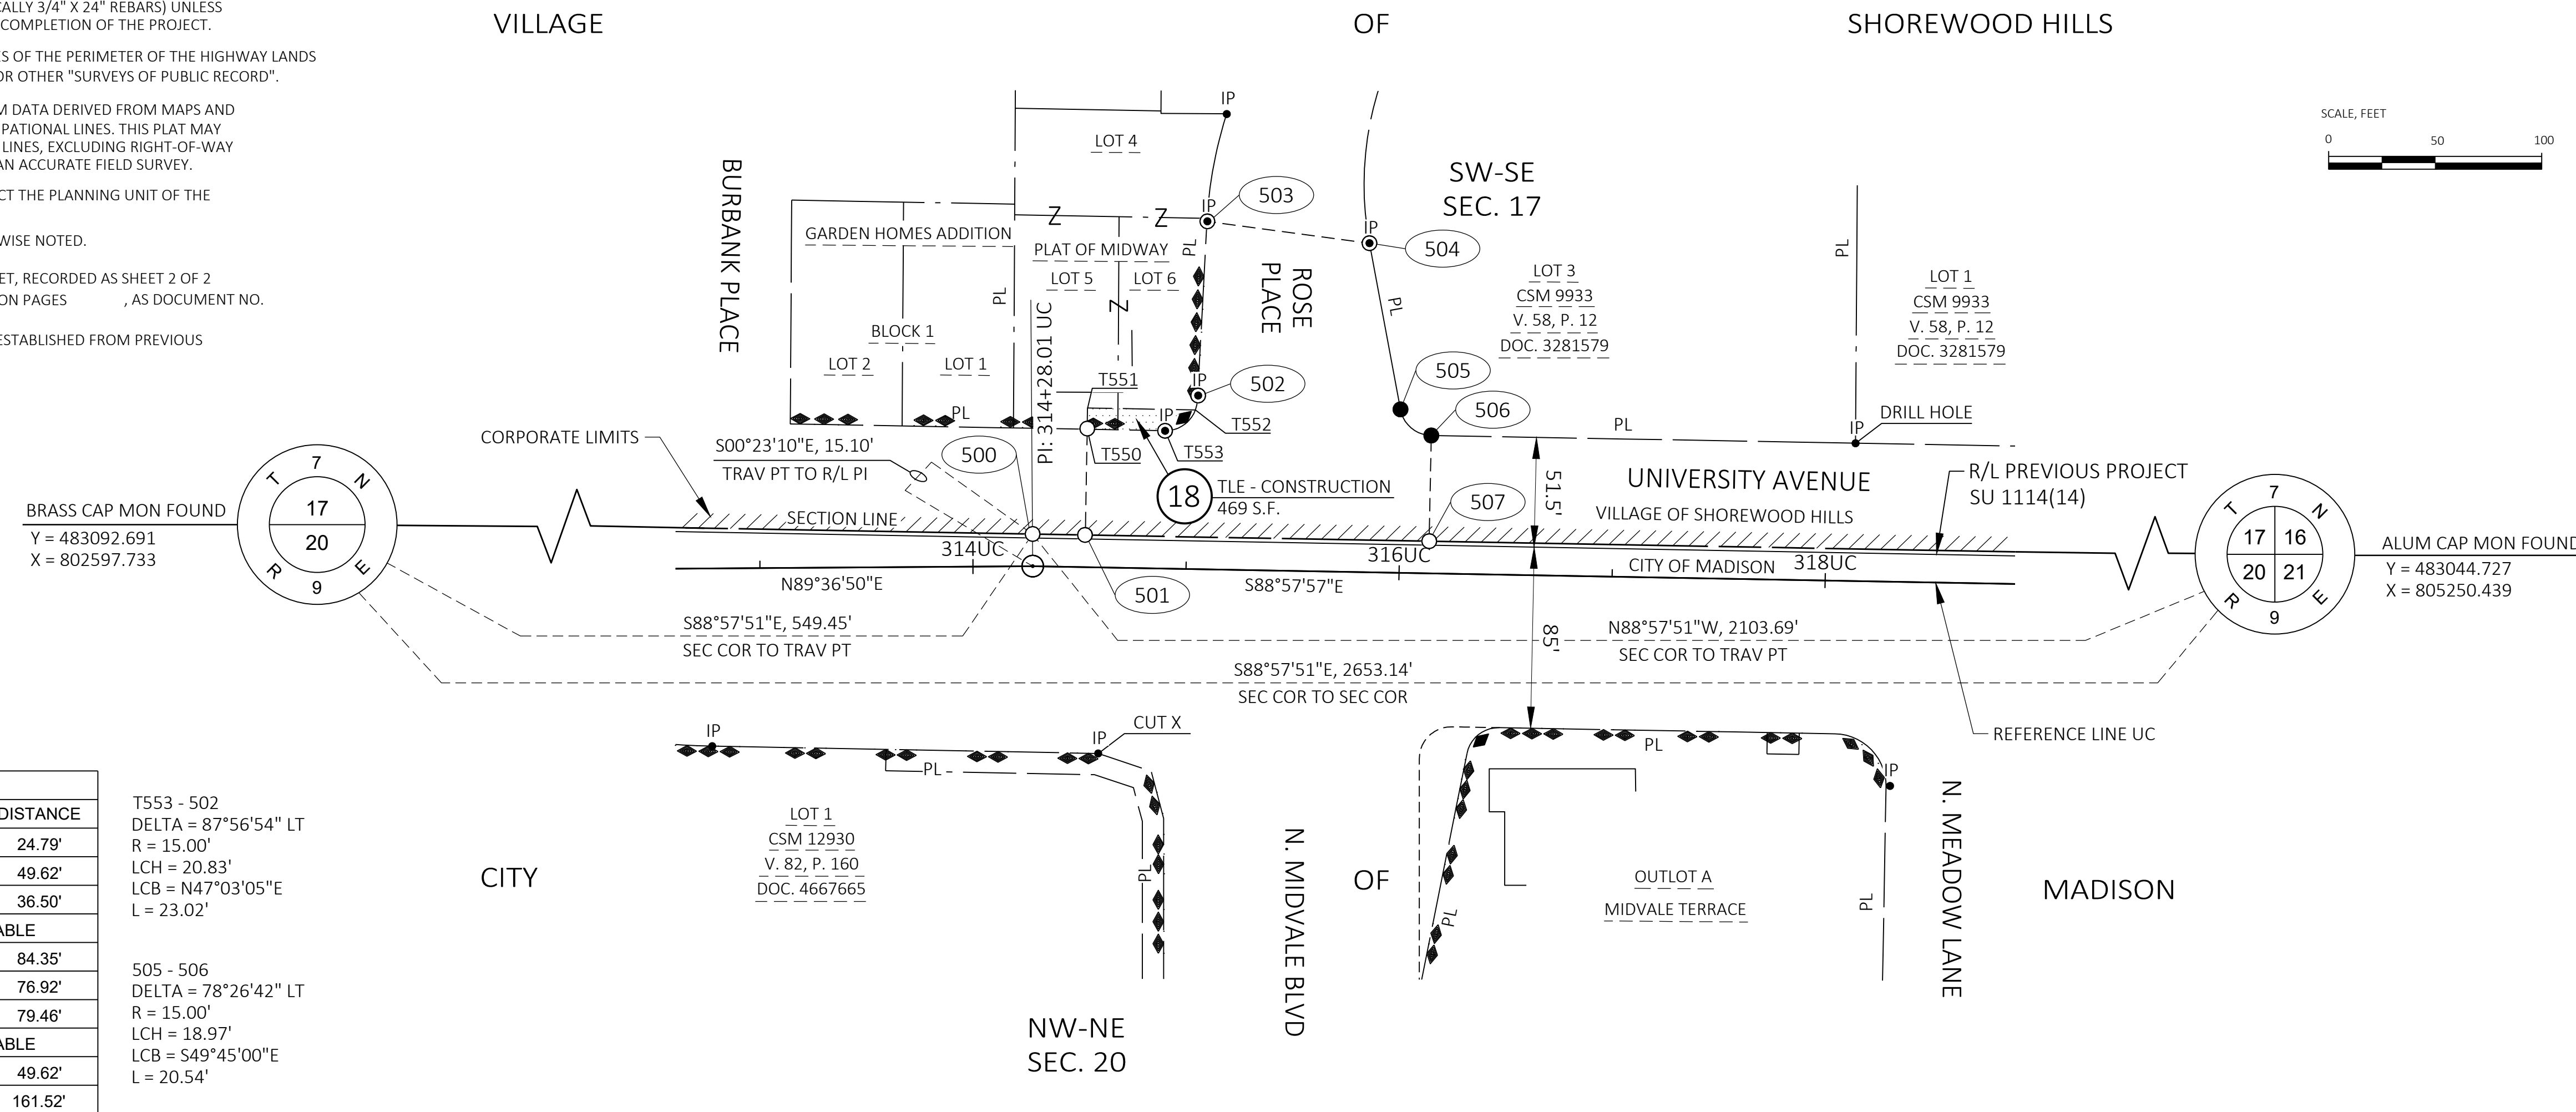 CALLY 3/4" X 24" REBARS) UNLESS
COMPLETION OF THE PROJECT.
ES OF THE PERIMETER OF THE HIGHWAY LANDS
OR OTHER "SURVEYS OF PUBLIC RECORD".
M DATA DERIVED FROM MAPS AND
PATIONAL LINES. THIS PLAT MAY
LINES, EXCLUDING RIGHT-OF-WAY
AN ACCURATE FIELD SURVEY.
CT THE PLANNING UNIT OF THE
WISE NOTED.
ET, RECORDED AS SHEET 2 OF 2
ON PAGES , AS DOCUMENT NO.
ESTABLISHED FROM PREVIOUS
VILLAGE OF SHOREWOOD HILLS
SCALE, FEET
0 50 100
IP
LOT 4
BURBANK PLACE
503
IP
SW-SE
SEC. 17
GARDEN HOMES ADDITION
Z Z
PLAT OF MIDWAY
PL
IP
504
LOT 5
LOT 6
ROSE
PLACE
PL
PL
Z
LOT 3
CSM 9933
V. 58, P. 12
DOC. 3281579
PL
LOT 1
CSM 9933
V. 58, P. 12
DOC. 3281579
BLOCK 1
LOT 2
LOT 1
PI: 314+28.01 UC
T551
IP
502
505
506
PL
IP
T552
T550
T553
PL
IP
DRILL HOLE
CORPORATE LIMITS
S00°23'10"E, 15.10'
TRAV PT TO R/L PI
500
18
TLE - CONSTRUCTION
469 S.F.
507
51.5'
UNIVERSITY AVENUE
R/L PREVIOUS PROJECT
SU 1114(14)
BRASS CAP MON FOUND
Y = 483092.691
X = 802597.733
T 7 N
17
20
R 9 E
SECTION LINE
VILLAGE OF SHOREWOOD HILLS
314UC
316UC
CITY OF MADISON
318UC
T 7 N
17 16
20 21
R 9 E
ALUM CAP MON FOUND
Y = 483044.727
X = 805250.439
N89°36'50"E
501
S88°57'57"E
S88°57'51"E, 549.45'
SEC COR TO TRAV PT
85'
N88°57'51"W, 2103.69'
SEC COR TO TRAV PT
S88°57'51"E, 2653.14'
SEC COR TO SEC COR
REFERENCE LINE UC
IP
IP
CUT X
PL
PL
IP
LOT 1
CSM 12930
V. 82, P. 160
DOC. 4667665
PL
N. MIDVALE BLVD
PL
OUTLOT A
MIDVALE TERRACE
PL
N. MEADOW LANE
CITY OF MADISON
NW-NE
SEC. 20
DISTANCE
24.79'
49.62'
36.50'
ABLE
84.35'
76.92'
79.46'
ABLE
49.62'
161.52'
T553 - 502
DELTA = 87°56'54" LT
R = 15.00'
LCH = 20.83'
LCB = N47°03'05"E
L = 23.02'
505 - 506
DELTA = 78°26'42" LT
R = 15.00'
LCH = 18.97'
LCB = S49°45'00"E
L = 20.54'